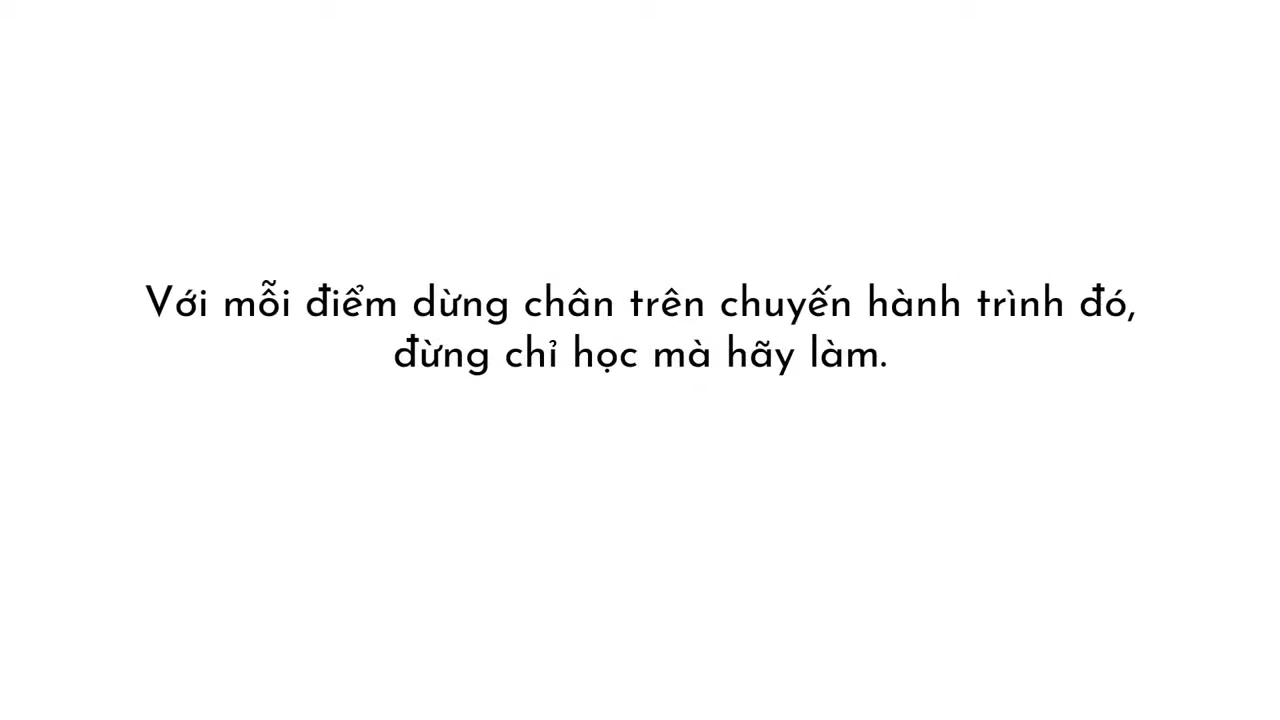 Với mỗi điểm dừng chân trên chuyến hành trình đó,
đừng chỉ học mà hãy làm.